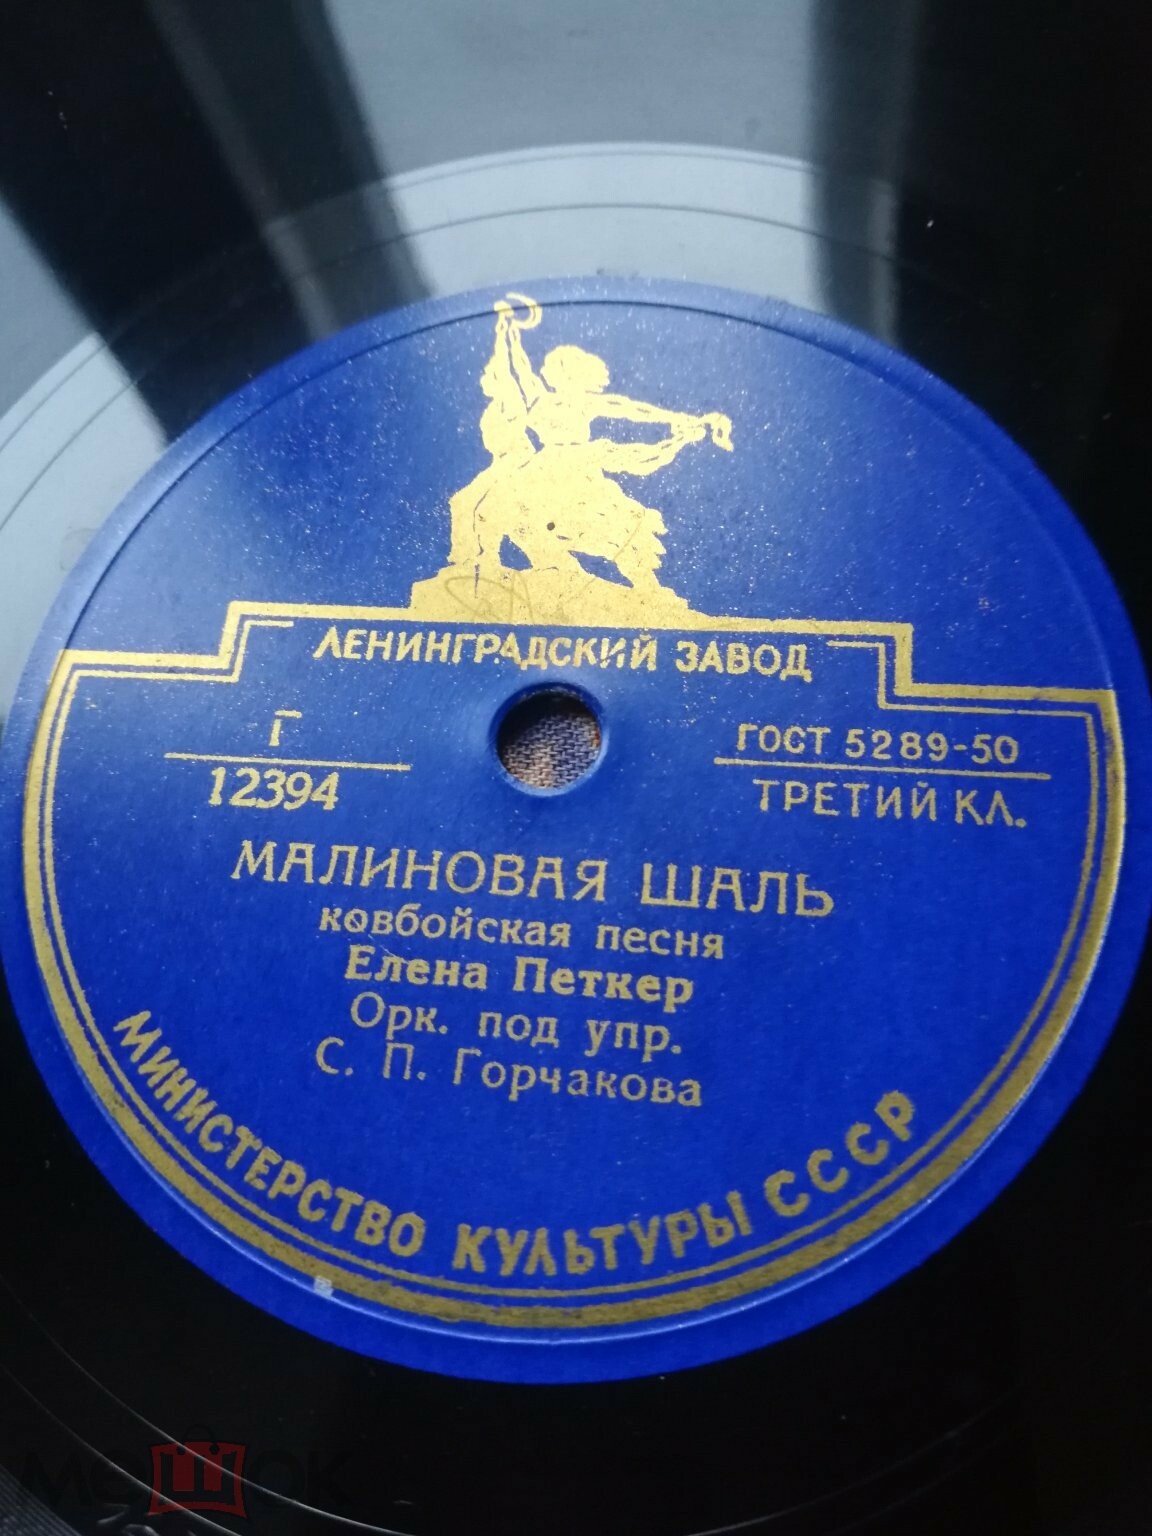 ЛЕНИНГРАДСКИЙ ЗАВОД
Г
12394
ГОСТ 5289-50
ТРЕТИЙ КЛ.
МАЛИНОВАЯ ШАЛЬ
ковбойская песня
Елена Петкер
Орк. под упр.
С. П. Горчакова
МИНИСТЕРСТВО КУЛЬТУРЫ СССР
мешок